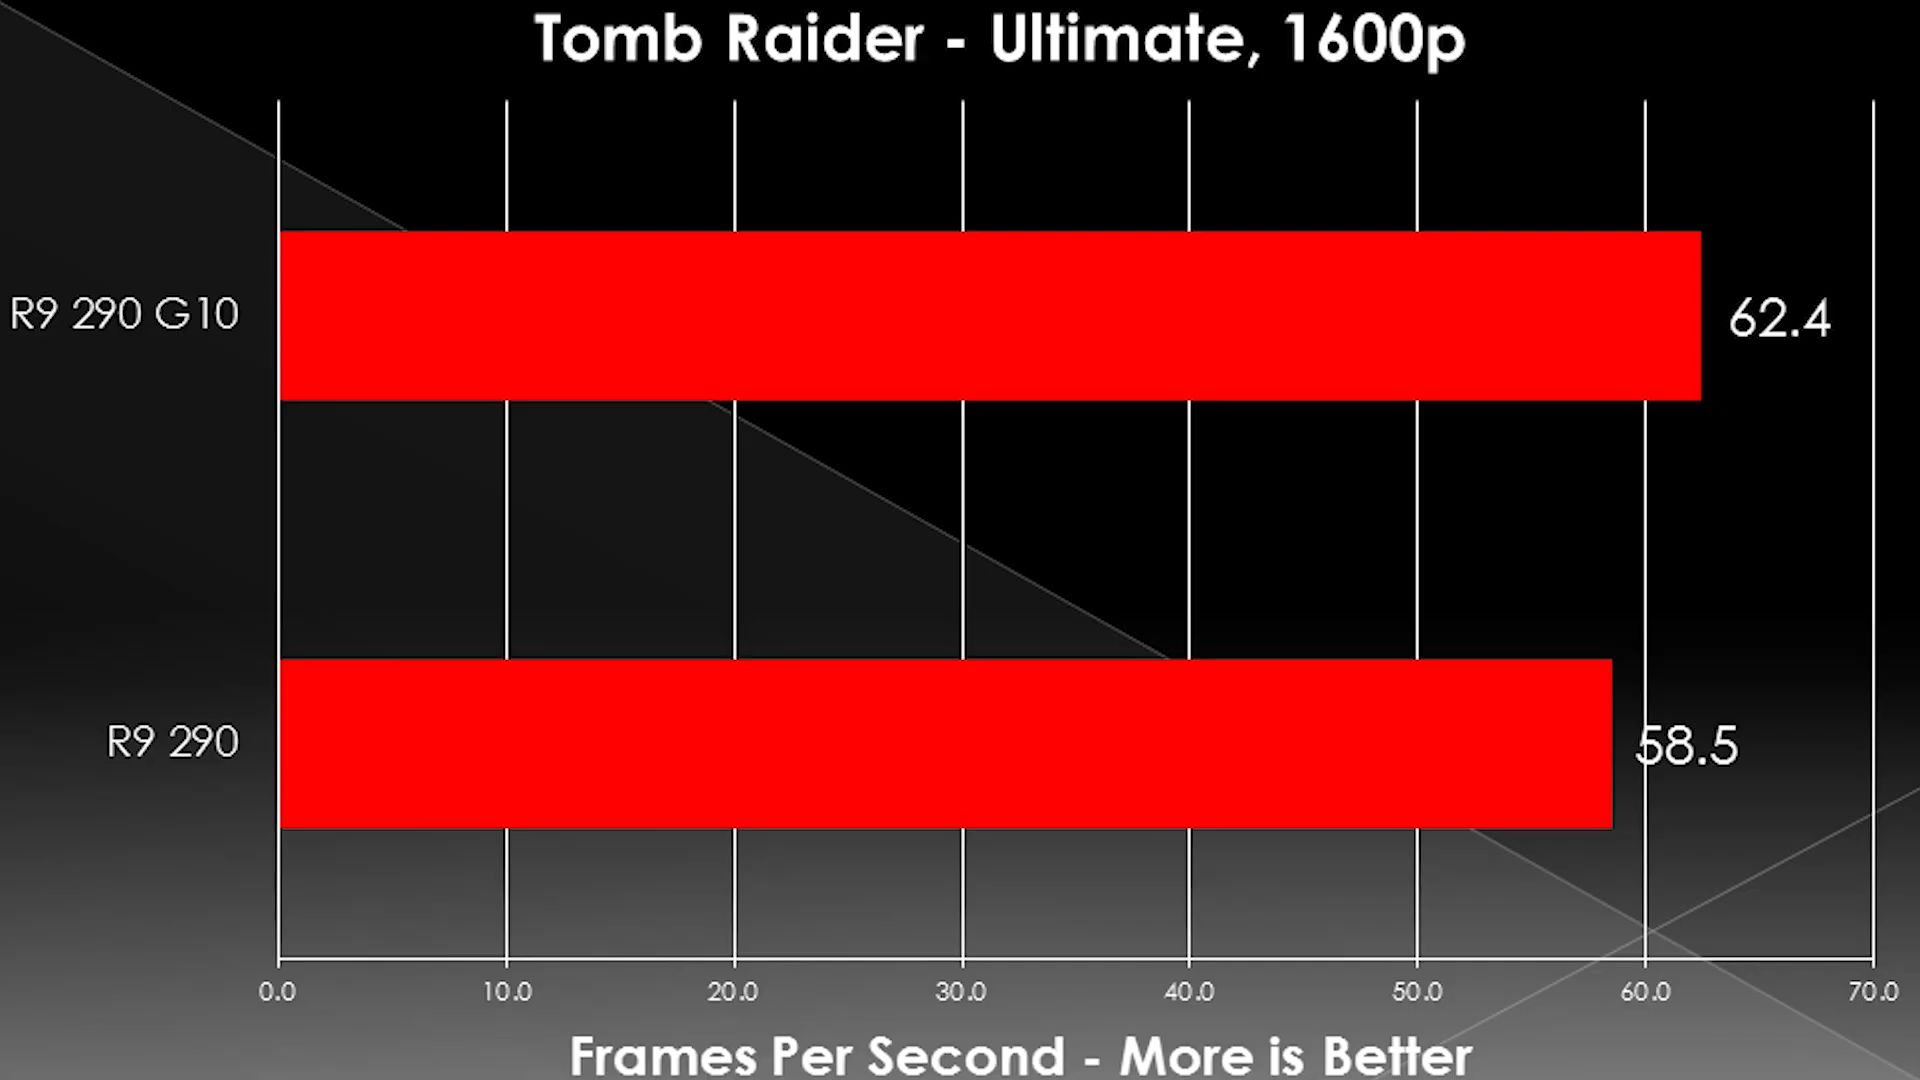 Tomb Raider - Ultimate, 1600p
R9 290 G10
62.4
R9 290
58.5
0.0 10.0 20.0 30.0 40.0 50.0 60.0 70.0
Frames Per Second - More is Better